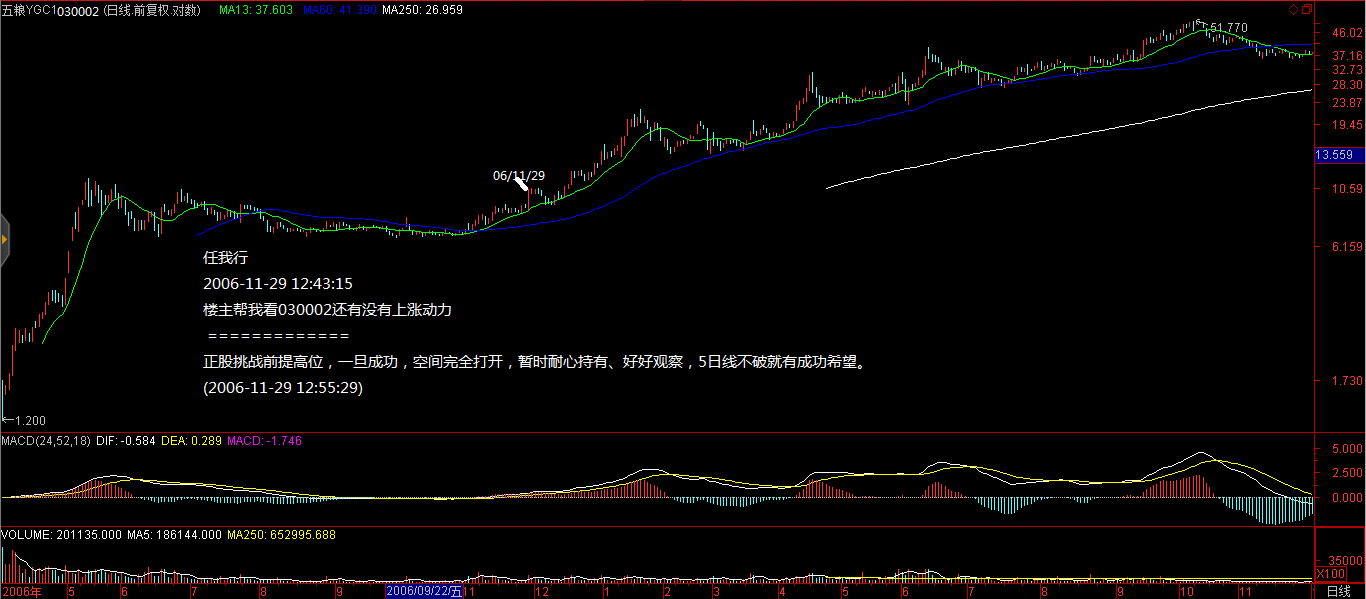 五粮YGC1 030002 (日线.前复权.对数) MA13: 37.603 MA60: 41.390 MA250: 26.959
51.770
46.02
37.16
32.73
28.30
23.87
19.45
13.559
06/11/29
10.59
6.159
任我行
2006-11-29 12:43:15
楼主帮我看030002还有没有上涨动力
=============
正股挑战前提高位，一旦成功，空间完全打开，暂时耐心持有、好好观察，5日线不破就有成功希望。
(2006-11-29 12:55:29)
1.730
1.200
MACD(24,52,18) DIF: -0.584 DEA: 0.289 MACD: -1.746
5.000
2.500
0.000
VOLUME: 201135.000 MA5: 186144.000 MA250: 652995.688
35000
X100
2006年 5 6 7 8 9 2006/09/22/五 11 12 1 2 3 4 5 6 7 8 9 10 11 日线